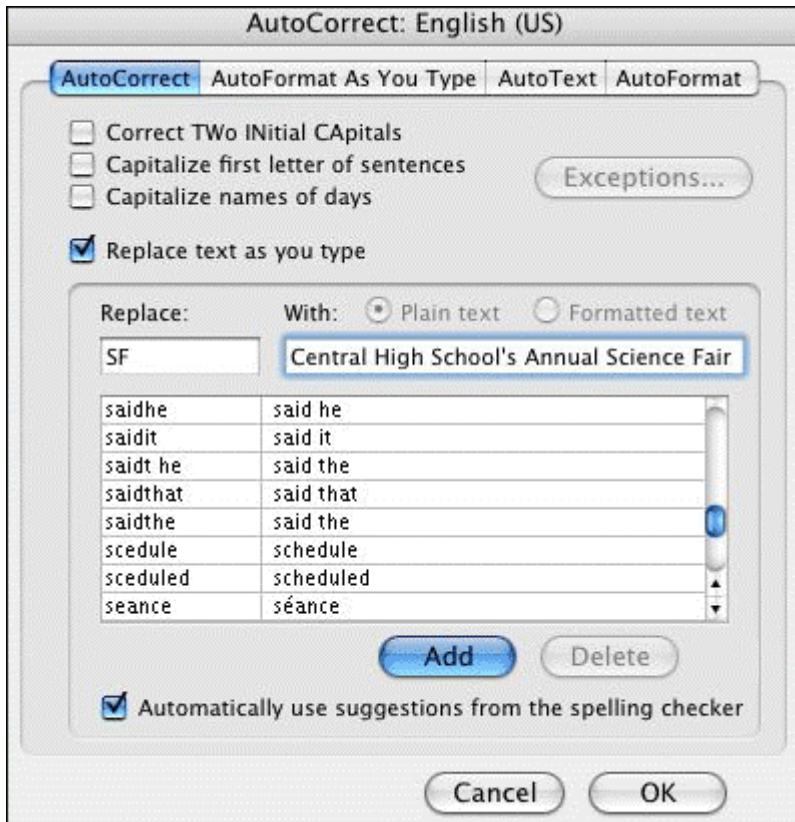 AutoCorrect: English (US)
AutoCorrect AutoFormat As You Type AutoText AutoFormat
Correct TWo INitial CApitals
Capitalize first letter of sentences
Exceptions...
Capitalize names of days
Replace text as you type
Replace: With: Plain text Formatted text
SF Central High School's Annual Science Fair
saidhe said he
saidit said it
saidt he said the
saidthat said that
saidthe said the
scedule schedule
sceduled scheduled
seance séance
Add Delete
Automatically use suggestions from the spelling checker
Cancel OK